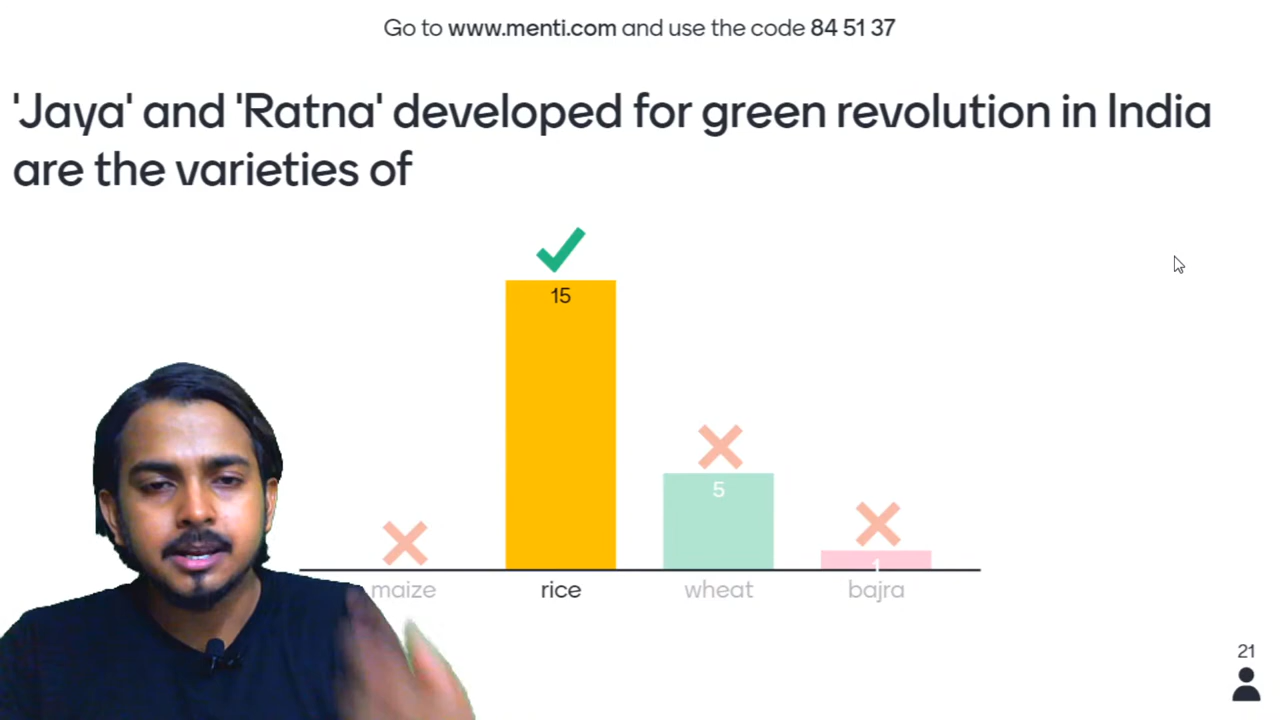 Go to www.menti.com and use the code 84 51 37
'Jaya' and 'Ratna' developed for green revolution in India
are the varieties of
15
5
1
maize rice wheat bajra
21